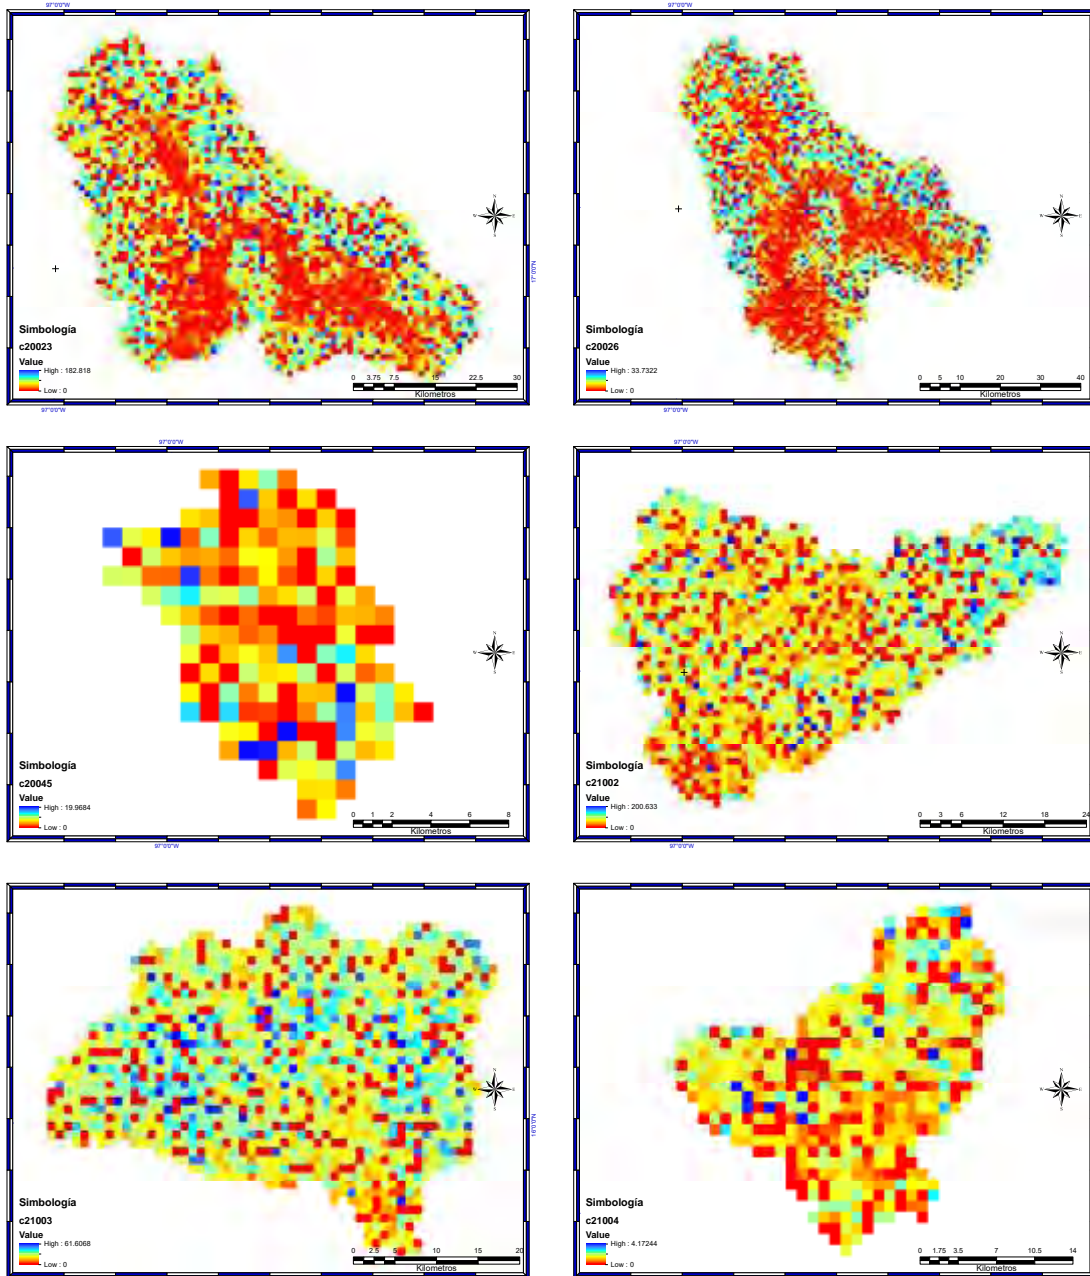 97°0'0"W
97°0'0"W
N
W
E
S
17°0'0"N
Simbología
c20023
Value
High : 182.818
Low : 0
0 3.75 7.5 15 22.5 30
Kilometros
97°0'0"W
N
W
E
S
Simbología
c20026
Value
High : 33.7322
Low : 0
0 5 10 20 30 40
Kilometros
97°0'0"W
97°0'0"W
97°0'0"W
N
W
E
S
Simbología
c20045
Value
High : 19.9684
Low : 0
0 1 2 4 6 8
Kilometros
97°0'0"W
N
W
E
S
Simbología
c21002
Value
High : 200.633
Low : 0
0 3 6 12 18 24
Kilometros
97°0'0"W
N
W
E
S
16°0'0"N
Simbología
c21003
Value
High : 61.6068
Low : 0
0 2.5 5 10 15 20
Kilometros
N
W
E
S
Simbología
c21004
Value
High : 4.17244
Low : 0
0 1.75 3.5 7 10.5 14
Kilometros